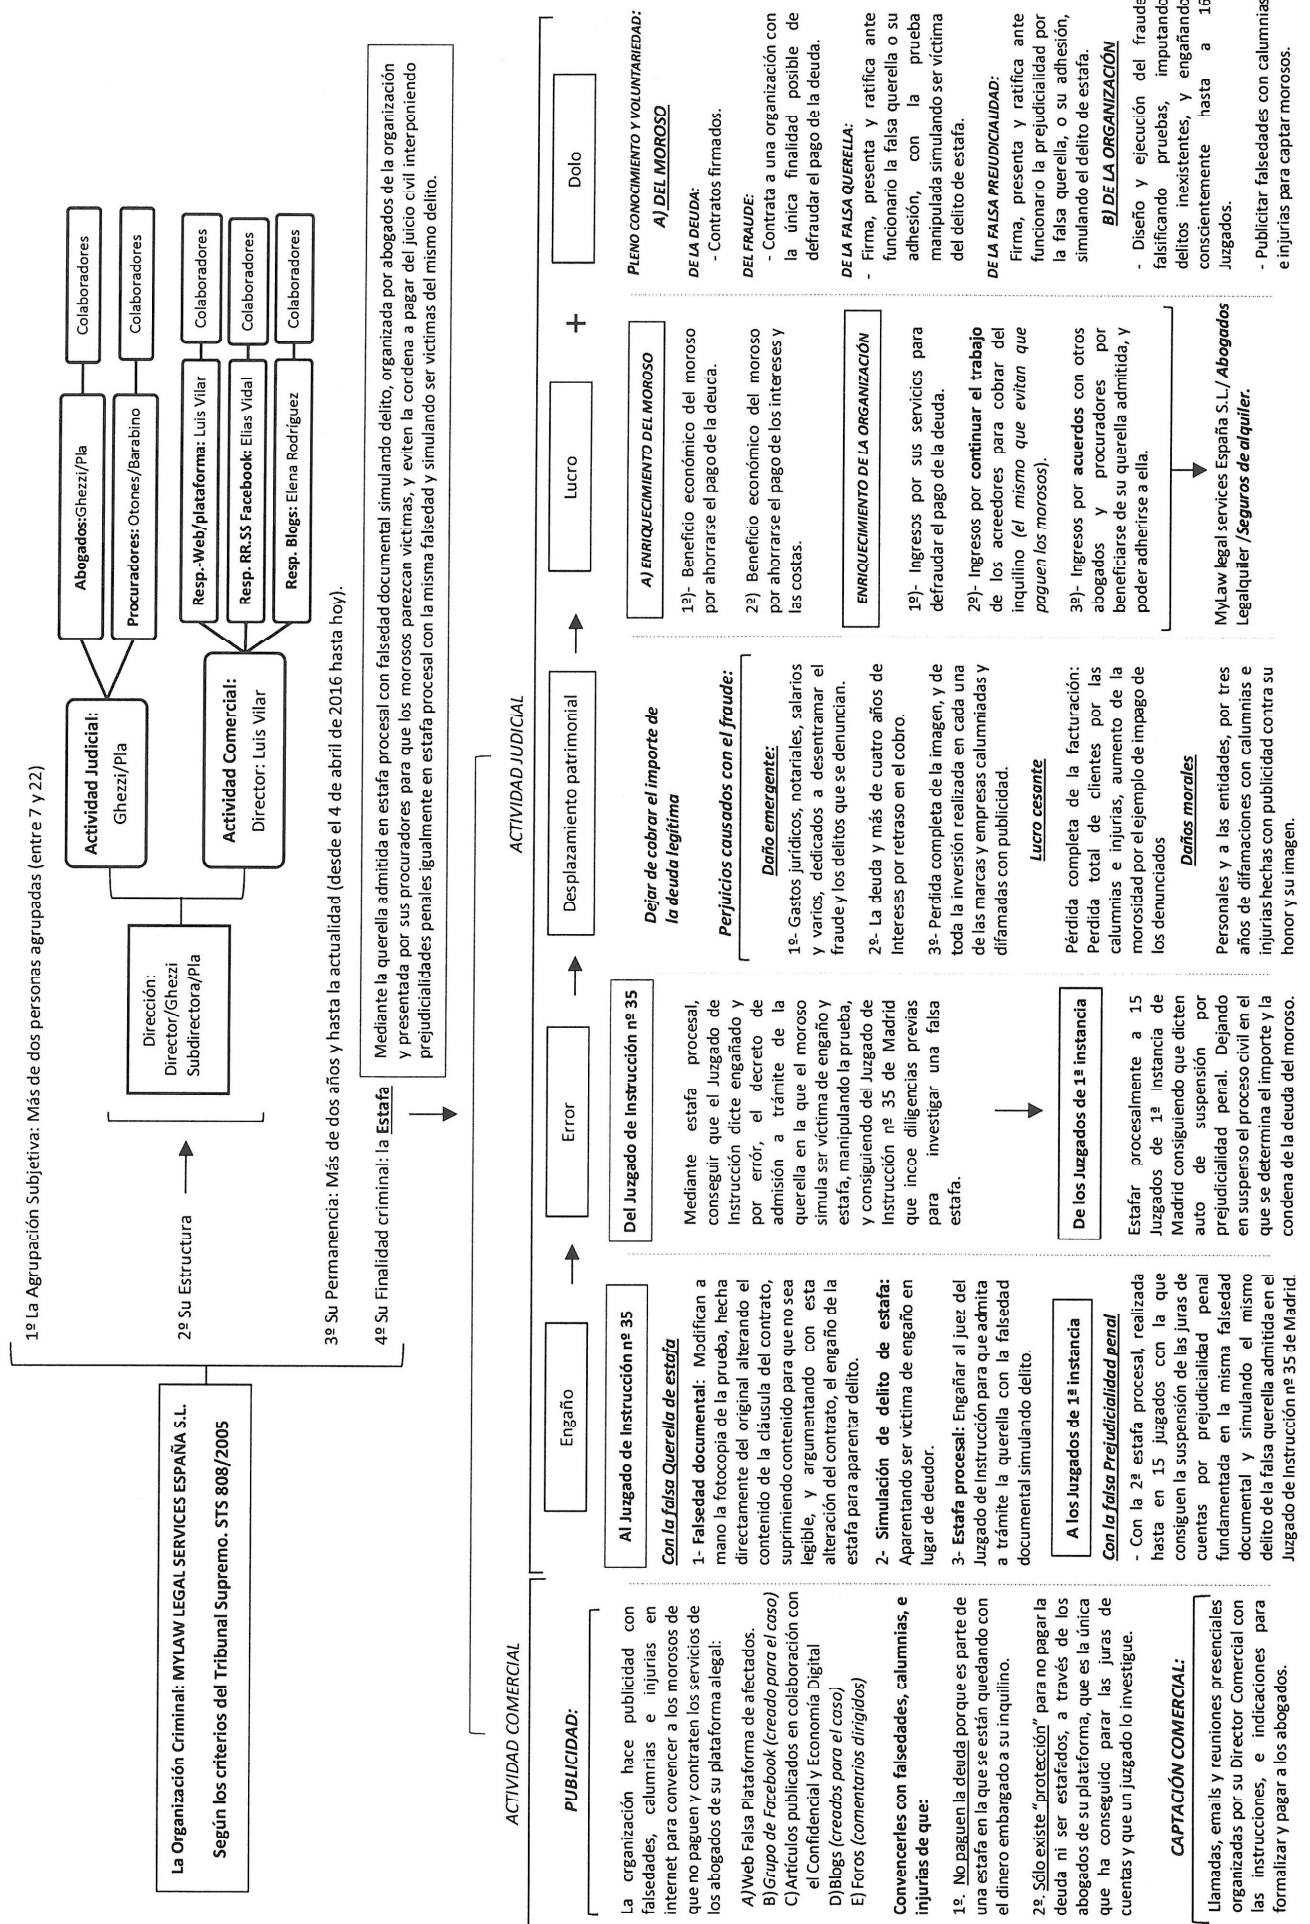 La Organización Criminal: MYLAW LEGAL SERVICES ESPAÑA S.L.
Según los criterios del Tribunal Supremo. STS 808/2005
1º La Agrupación Subjetiva: Más de dos personas agrupadas (entre 7 y 22)
2º Su Estructura
Dirección:
Director/Ghezzi
Subdirectora/Pla
Actividad Judicial:
Ghezzi/Pla
Abogados:Ghezzi/Pla
Colaboradores
Procuradores: Otones/Barabino
Colaboradores
Actividad Comercial:
Director: Luis Vilar
Resp.-Web/plataforma: Luis Vilar
Colaboradores
Resp. RR.SS Facebook: Elias Vidal
Colaboradores
Resp. Blogs: Elena Rodríguez
Colaboradores
3º Su Permanencia: Más de dos años y hasta la actualidad (desde el 4 de abril de 2016 hasta hoy).
4º Su Finalidad criminal: la Estafa
Mediante la querella admitida en estafa procesal con falsedad documental simulando delito, organizada por abogados de la organización
y presentada por sus procuradores para que los morosos parezcan victimas, y eviten la condena a pagar del juicio civil interponiendo
prejudicialidades penales igualmente en estafa procesal con la misma falsedad y simulando ser víctimas del mismo delito.
ACTIVIDAD COMERCIAL
PUBLICIDAD:
La organización hace publicidad con
falsedades, calumnias e injurias en
internet para convencer a los morosos de
que no paguen y contraten los servicios de
los abogados de su plataforma alegal:
A)Web Falsa Plataforma de afectados.
B)Grupo de Facebook (creado para el caso)
C)Artículos publicados en colaboración con
el Confidencial y Economía Digital
D)Blogs (creados para el caso)
E) Foros (comentarios dirigidos)
Convencerles con falsedades, calumnias, e
injurias de que:
1º. No paguen la deuda porque es parte de
una estafa en la que se están quedando con
el dinero embargado a su inquilino.
2º. Sólo existe "protección" para no pagar la
deuda ni ser estafados, a través de los
abogados de su plataforma, que es la única
que ha conseguido parar las juras de
cuentas y que un juzgado lo investigue.
CAPTACIÓN COMERCIAL:
Llamadas, emails y reuniones presenciales
organizadas por su Director Comercial con
las instrucciones, e indicaciones para
formalizar y pagar a los abogados.
ACTIVIDAD JUDICIAL
Engaño
Al Juzgado de Instrucción nº 35
Con la falsa Querella de estafa
1- Falsedad documental: Modifican a
mano la fotocopia de la prueba, hecha
directamente del original alterando el
contenido de la cláusula del contrato,
suprimiendo contenido para que no sea
legible, y argumentando con esta
alteración del contrato, el engaño de la
estafa para aparentar delito.
2- Simulación de delito de estafa:
Aparentando ser victima de engaño en
lugar de deudor.
3- Estafa procesal: Engañar al juez del
Juzgado de Instrucción para que admita
a trámite la querella con la falsedad
documental simulando delito.
A los Juzgados de 1ª instancia
Con la falsa Prejudicialidad penal
- Con la 2ª estafa procesal, realizada
hasta en 15 juzgados con la que
consiguen la suspensión de las juras de
cuentas por prejudicialidad penal
fundamentada en la misma falsedad
documental y simulando el mismo
delito de la falsa querella admitida en el
Juzgado de Instrucción nº 35 de Madrid.
Error
Del Juzgado de Instrucción nº 35
Mediante estafa procesal,
conseguir que el Juzgado de
Instrucción dicte engañado y
por errór, el decreto de
admisión a trámite de la
querella en la que el moroso
simula ser víctima de engaño y
estafa, manipulando la prueba,
y consiguiendo del Juzgado de
Instrucción nº 35 de Madrid
que incoe diligencias previas
para investigar una falsa
estafa.
De los Juzgados de 1ª instancia
Estafar procesalmente a 15
Juzgados de 1ª Instancia de
Madrid consiguiendo que dicten
auto de suspensión por
prejudicialidad penal. Dejando
en suspenso el proceso civil en el
que se determina el importe y la
condena de la deuda del moroso.
Desplazamiento patrimonial
Dejar de cobrar el importe de
la deuda legítima
Perjuicios causados con el fraude:
Daño emergente:
1º- Gastos jurídicos, notariales, salarios
y varios, dedicados a desentramar el
fraude y los delitos que se denuncian.
2º- La deuda y más de cuatro años de
Intereses por retraso en el cobro.
3º- Perdida completa de la imagen, y de
toda la inversión realizada en cada una
de las marcas y empresas calumniadas y
difamadas con publicidad.
Lucro cesante
Pérdida completa de la facturación:
Perdida total de clientes por las
calumnias e injurias, aumento de la
morosidad por el ejemplo de impago de
los denunciados
Daños morales
Personales y a las entidades, por tres
años de difamaciones con calumnias e
injurias hechas con publicidad contra su
honor y su imagen.
Lucro
A) ENRIQUECIMIENTO DEL MOROSO
1º)- Beneficio económico del moroso
por ahorrarse el pago de la deuca.
2º) Beneficio económico del moroso
por ahorrarse el pago de los intereses y
las costas.
ENRIQUECIMIENTO DE LA ORGANIZACIÓN
1º)- Ingresos por sus servicios para
defraudar el pago de la deuda.
2º)- Ingresos por continuar el trabajo
de los acreedores para cobrar del
inquilino (el mismo que evitan que
paguen los morosos).
3º)- Ingresos por acuerdos con otros
abogados y procuradores por
beneficiarse de su querella admitida, y
poder adherirse a ella.
MyLaw legal services España S.L./ Abogados
Legalquiler /Seguros de alquiler.
+
Dolo
PLENO CONOCIMIENTO Y VOLUNTARIEDAD:
A) DEL MOROSO
DE LA DEUDA:
- Contratos firmados.
DEL FRAUDE:
- Contrata a una organización con
la única finalidad posible de
defraudar el pago de la deuda.
DE LA FALSA QUERELLA:
- Firma, presenta y ratifica ante
funcionario la falsa querella o su
adhesión, con la prueba
manipulada simulando ser víctima
del delito de estafa.
DE LA FALSA PREJUDICIAUDAD:
Firma, presenta y ratifica ante
funcionario la prejudicialidad por
la falsa querella, o su adhesión,
simulando el delito de estafa.
B) DE LA ORGANIZACIÓN
- Diseño y ejecución del fraude
falsificando pruebas, imputando
delitos inexistentes, y engañando
conscientemente hasta a 16
Juzgados.
- Publicitar falsedades con calumnias
e injurias para captar morosos.